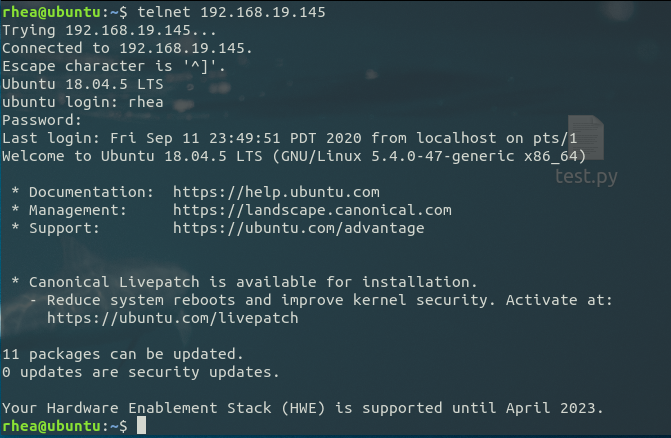 rhea@ubuntu:~$ telnet 192.168.19.145
Trying 192.168.19.145...
Connected to 192.168.19.145.
Escape character is '^]'.
Ubuntu 18.04.5 LTS
ubuntu login: rhea
Password:
Last login: Fri Sep 11 23:49:51 PDT 2020 from localhost on pts/1
Welcome to Ubuntu 18.04.5 LTS (GNU/Linux 5.4.0-47-generic x86_64)
test.py
 * Documentation:  https://help.ubuntu.com
 * Management:     https://landscape.canonical.com
 * Support:        https://ubuntu.com/advantage
 * Canonical Livepatch is available for installation.
   - Reduce system reboots and improve kernel security. Activate at:
     https://ubuntu.com/livepatch
11 packages can be updated.
0 updates are security updates.
Your Hardware Enablement Stack (HWE) is supported until April 2023.
rhea@ubuntu:~$